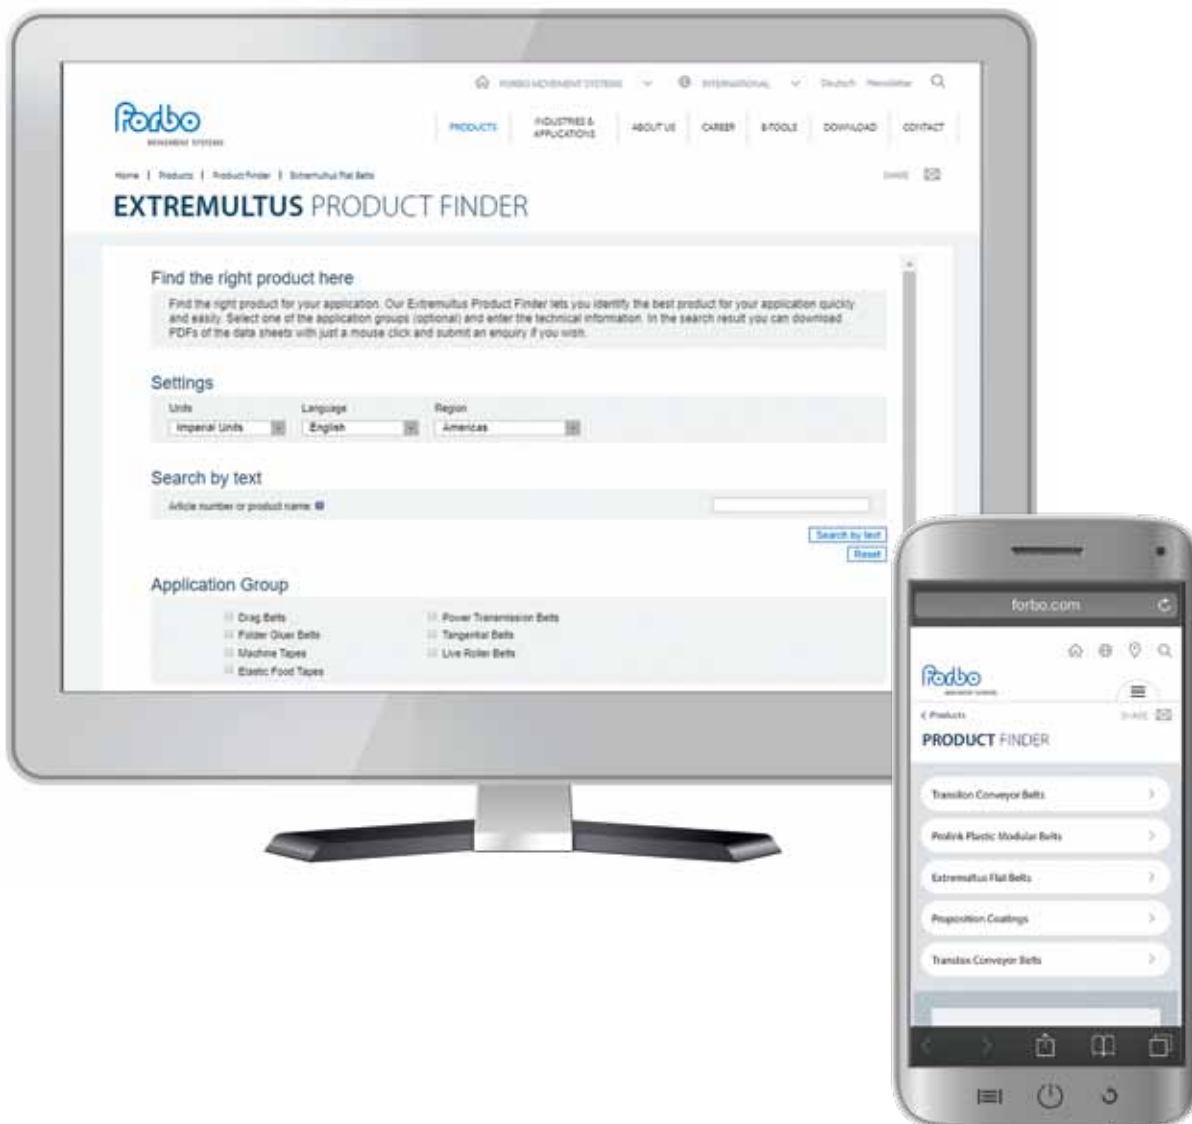 FORBO MOVEMENT SYSTEMS INTERNATIONAL Deutsch Newsletter
Forbo
MOVEMENT SYSTEMS
PRODUCTS INDUSTRIES & APPLICATIONS ABOUT US CAREER E-TOOLS DOWNLOAD CONTACT
Home | Products | Product Finder | Extremultus Flat Belts
SHARE
EXTREMULTUS PRODUCT FINDER
Find the right product here
Find the right product for your application. Our Extremultus Product Finder lets you identify the best product for your application quickly
and easily. Select one of the application groups (optional) and enter the technical information. In the search result you can download
PDFs of the data sheets with just a mouse click and submit an enquiry if you wish.
Settings
Units Language Region
Imperial Units English Americas
Search by text
Article number or product name
Search by text
Reset
Application Group
Drag Belts Power Transmission Belts
Folder Gluer Belts Tangential Belts
Machine Tapes Live Roller Belts
Elastic Food Tapes
forbo.com
Forbo
MOVEMENT SYSTEMS
< Products SHARE
PRODUCT FINDER
Transilon Conveyor Belts
Prolink Plastic Modular Belts
Extremultus Flat Belts
Proposition Coatings
Transtex Conveyor Belts